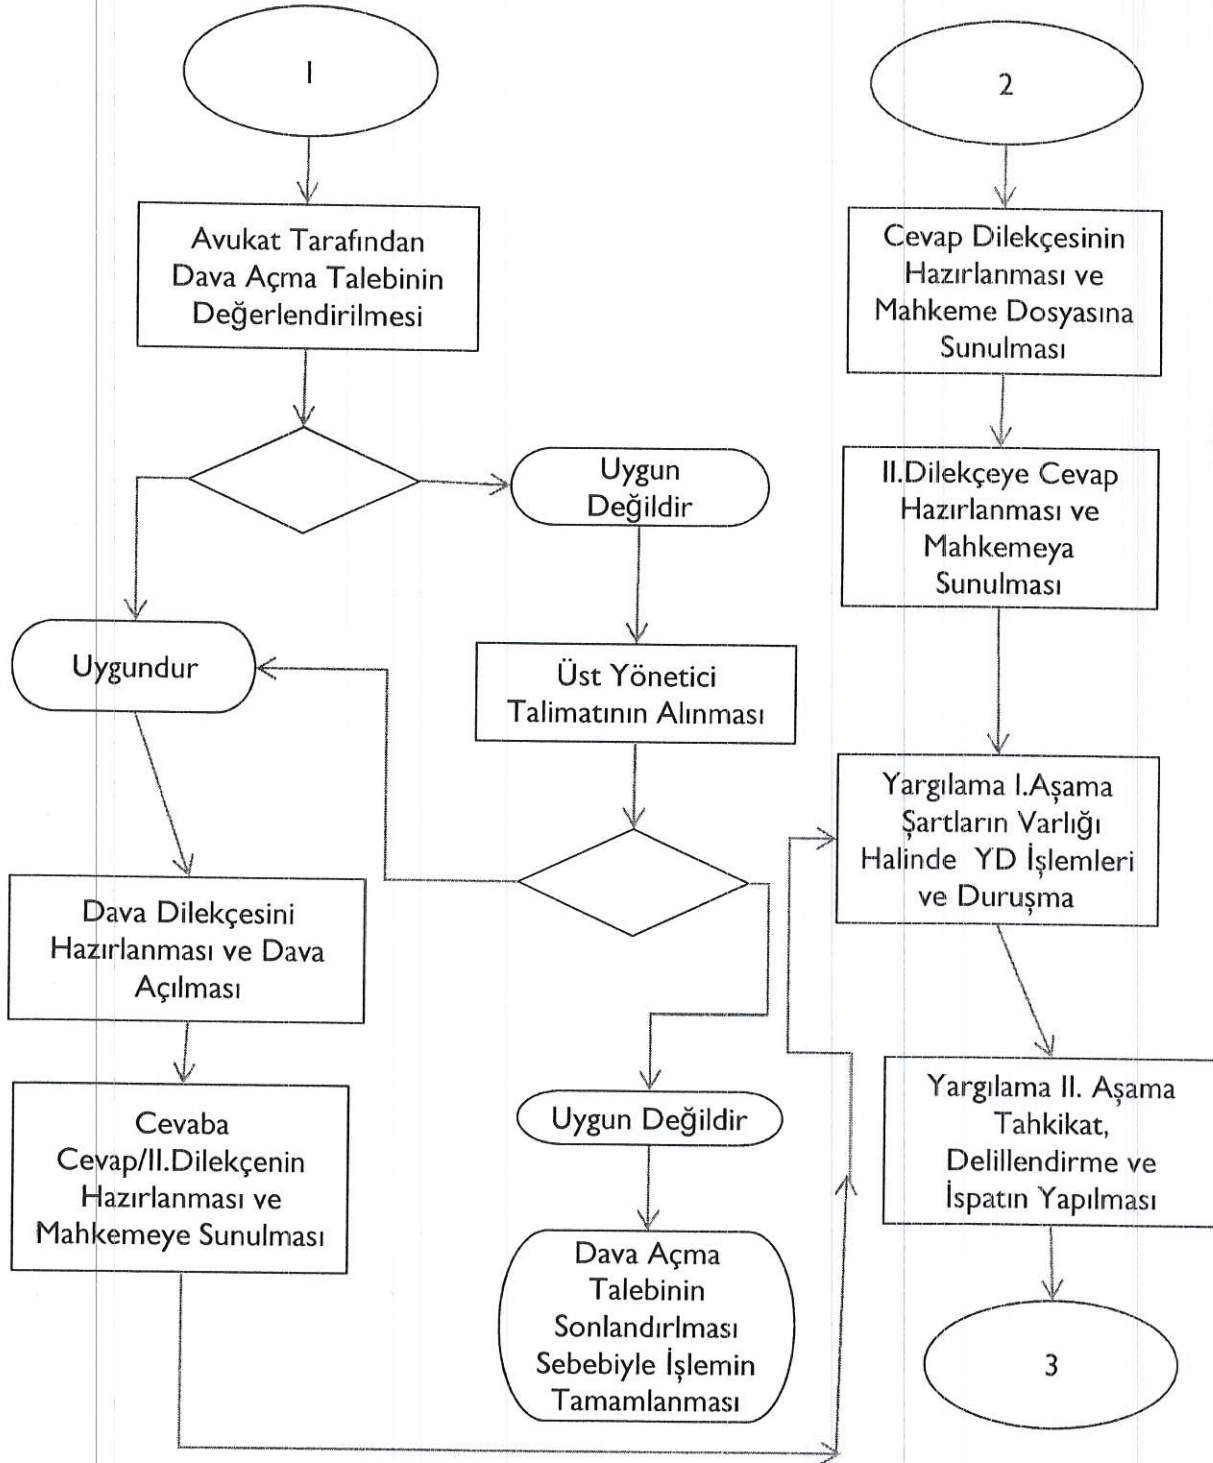 1
Avukat Tarafından
Dava Açma Talebinin
Değerlendirilmesi
Uygun
Değildir
Uygundur
Üst Yönetici
Talimatının Alınması
Dava Dilekçesini
Hazırlanması ve Dava
Açılması
Cevaba
Cevap/II.Dilekçenin
Hazırlanması ve
Mahkemeye Sunulması
Uygun Değildir
Dava Açma
Talebinin
Sonlandırlması
Sebebiyle İşlemin
Tamamlanması
2
Cevap Dilekçesinin
Hazırlanması ve
Mahkeme Dosyasına
Sunulması
II.Dilekçeye Cevap
Hazırlanması ve
Mahkemeya
Sunulması
Yargılama I.Aşama
Şartların Varlığı
Halinde YD İşlemleri
ve Duruşma
Yargılama II. Aşama
Tahkikat,
Delillendirme ve
İspatın Yapılması
3